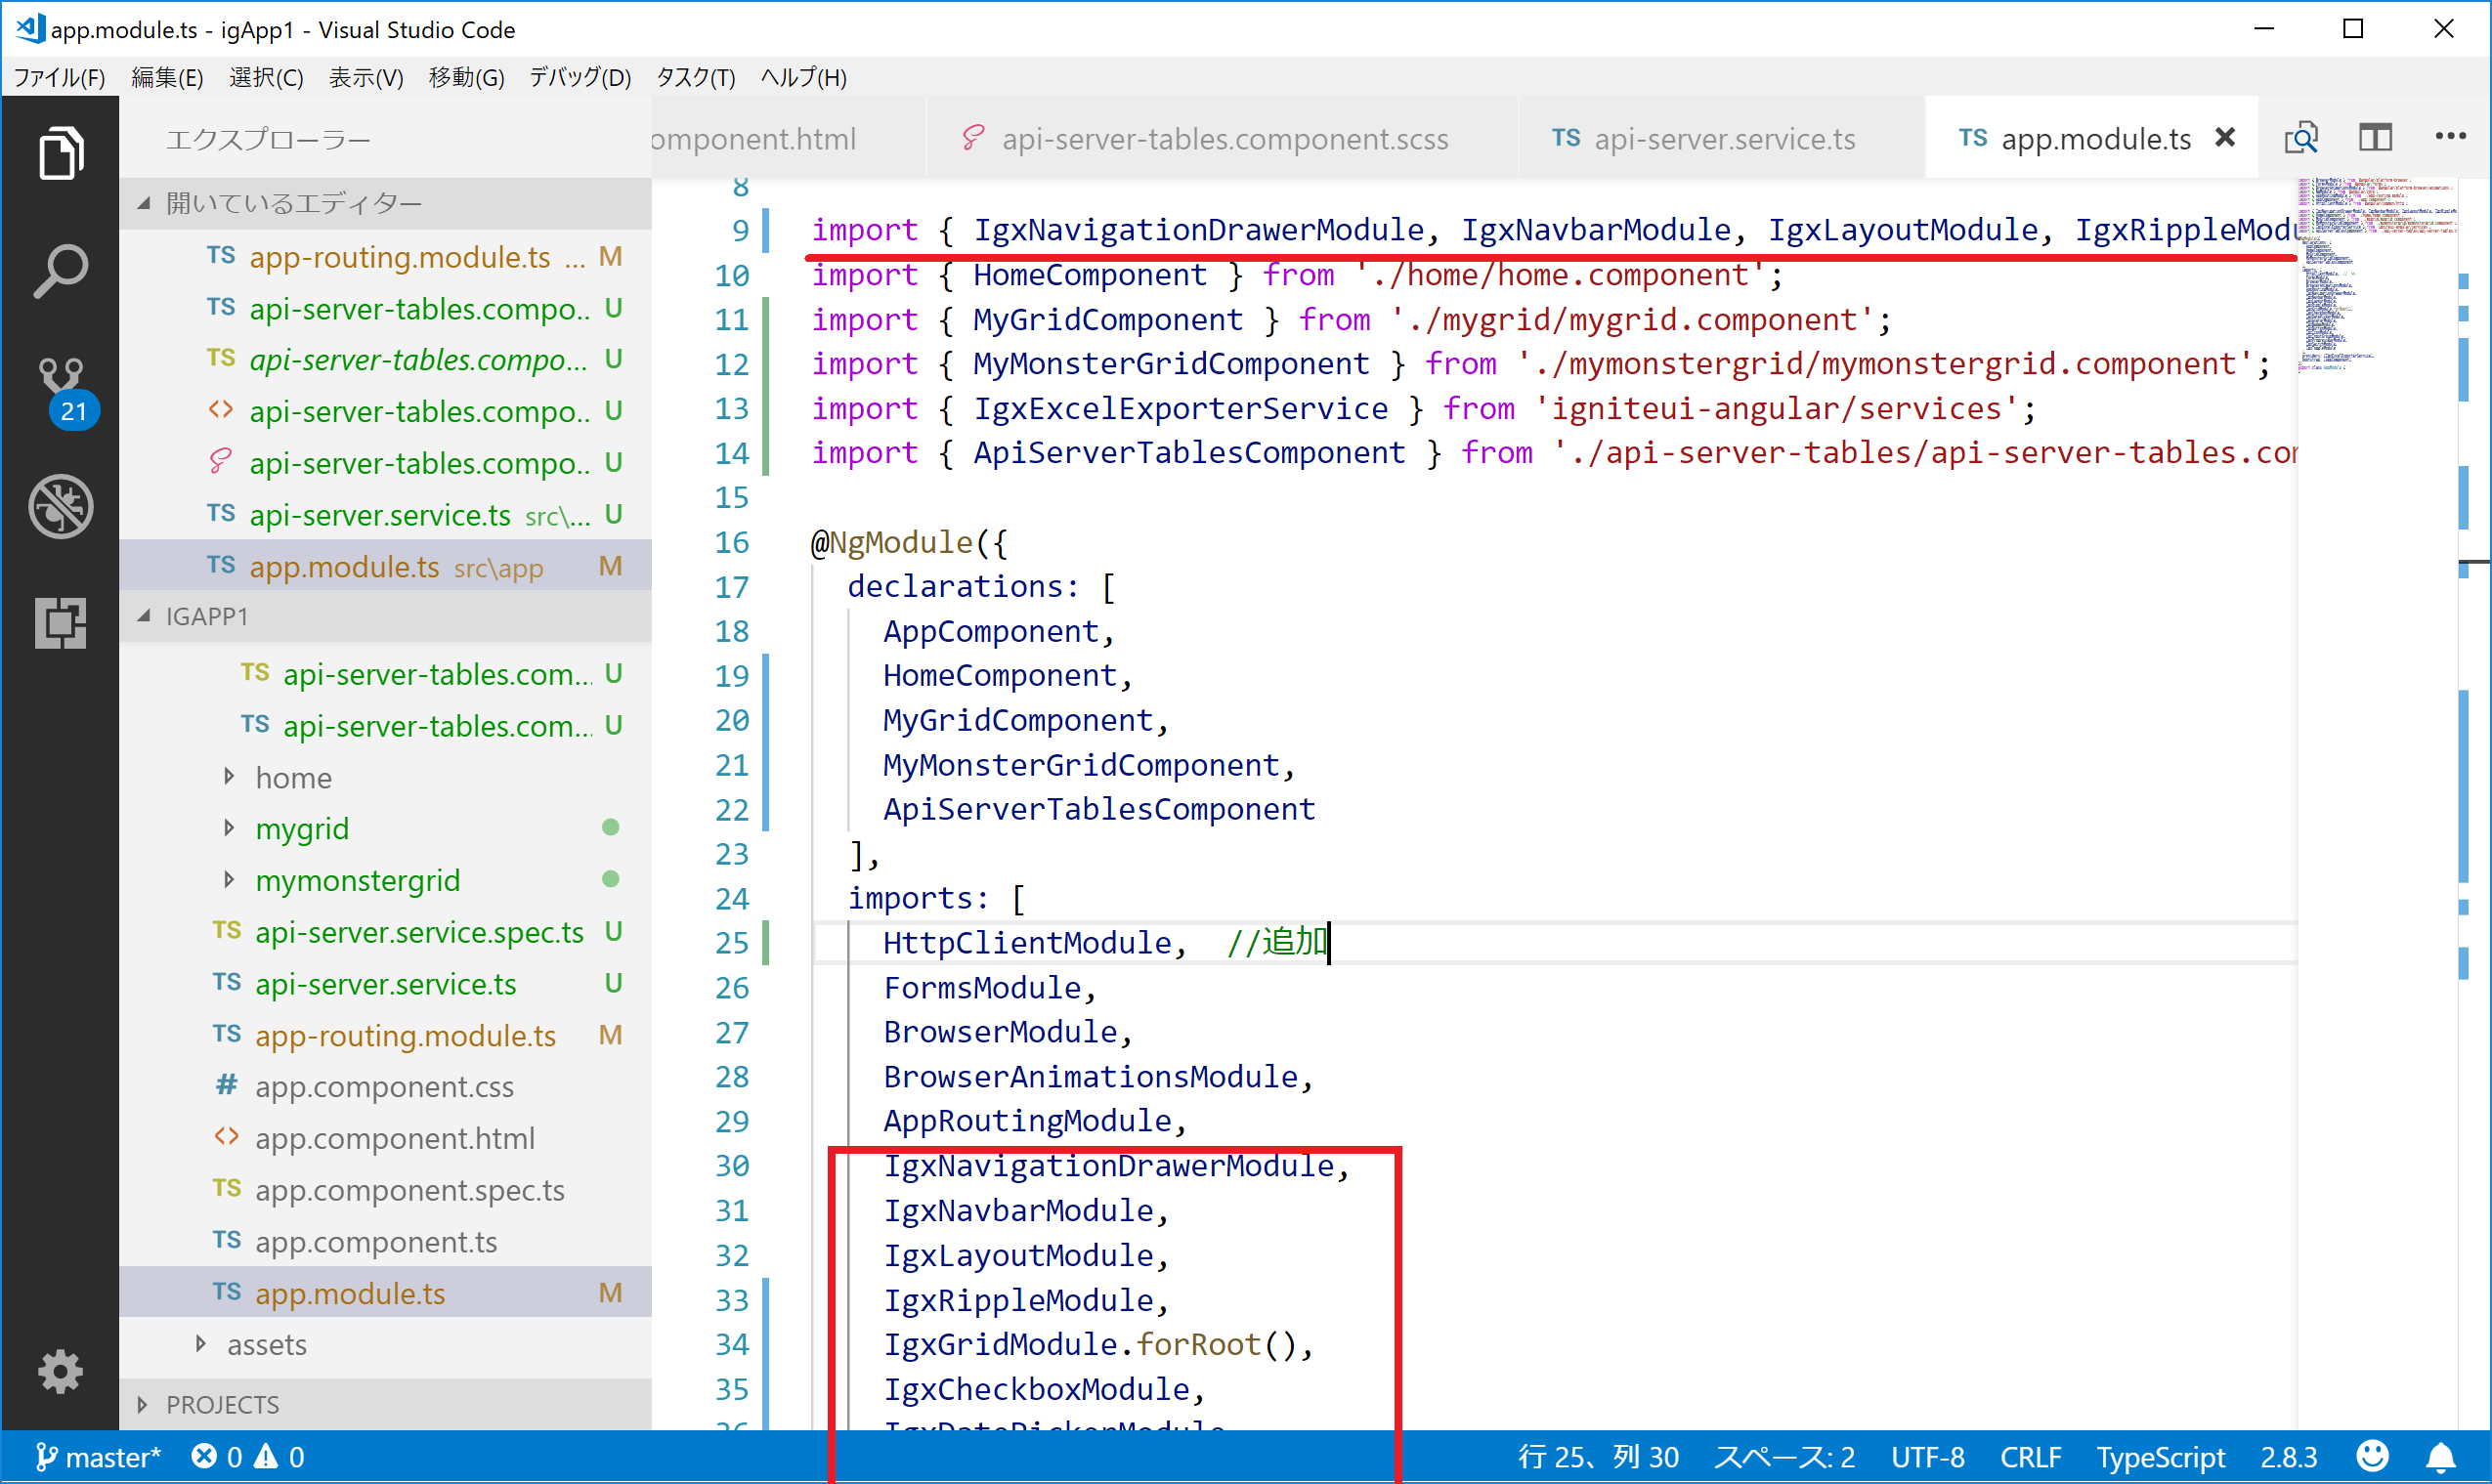 app.module.ts - igApp1 - Visual Studio Code
ファイル(F) 編集(E) 選択(C) 表示(V) 移動(G) デバッグ(D) タスク(T) ヘルプ(H)
エクスプローラー
開いているエディター
TS app-routing.module.ts ... M
TS api-server-tables.compo.. U
TS api-server-tables.compo... U
<> api-server-tables.compo.. U
api-server-tables.compo.. U
TS api-server.service.ts src\... U
TS app.module.ts src\app M
IGAPP1
TS api-server-tables.com... U
TS api-server-tables.com... U
home
mygrid
mymonstergrid
TS api-server.service.spec.ts U
TS api-server.service.ts U
TS app-routing.module.ts M
# app.component.css
<> app.component.html
TS app.component.spec.ts
TS app.component.ts
TS app.module.ts M
assets
PROJECTS
21
omponent.html api-server-tables.component.scss TS api-server.service.ts TS app.module.ts
8
9 import { IgxNavigationDrawerModule, IgxNavbarModule, IgxLayoutModule, IgxRippleModu
10 import { HomeComponent } from './home/home.component';
11 import { MyGridComponent } from './mygrid/mygrid.component';
12 import { MyMonsterGridComponent } from './mymonstergrid/mymonstergrid.component';
13 import { IgxExcelExporterService } from 'igniteui-angular/services';
14 import { ApiServerTablesComponent } from './api-server-tables/api-server-tables.com
15
16 @NgModule({
17 declarations: [
18 AppComponent,
19 HomeComponent,
20 MyGridComponent,
21 MyMonsterGridComponent,
22 ApiServerTablesComponent
23 ],
24 imports: [
25 HttpClientModule, //追加
26 FormsModule,
27 BrowserModule,
28 BrowserAnimationsModule,
29 AppRoutingModule,
30 IgxNavigationDrawerModule,
31 IgxNavbarModule,
32 IgxLayoutModule,
33 IgxRippleModule,
34 IgxGridModule.forRoot(),
35 IgxCheckboxModule,
36 IgxDatePickerModule
master* 0 0 行 25、列 30 スペース: 2 UTF-8 CRLF TypeScript 2.8.3